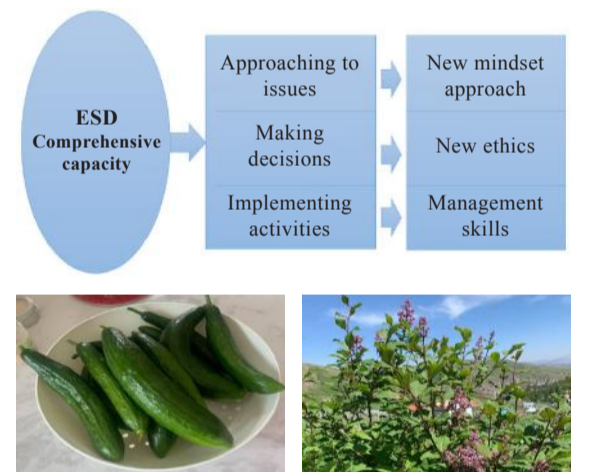 ESD
Comprehensive
capacity
Approaching to
issues
New mindset
approach
Making
decisions
New ethics
Implementing
activities
Management
skills